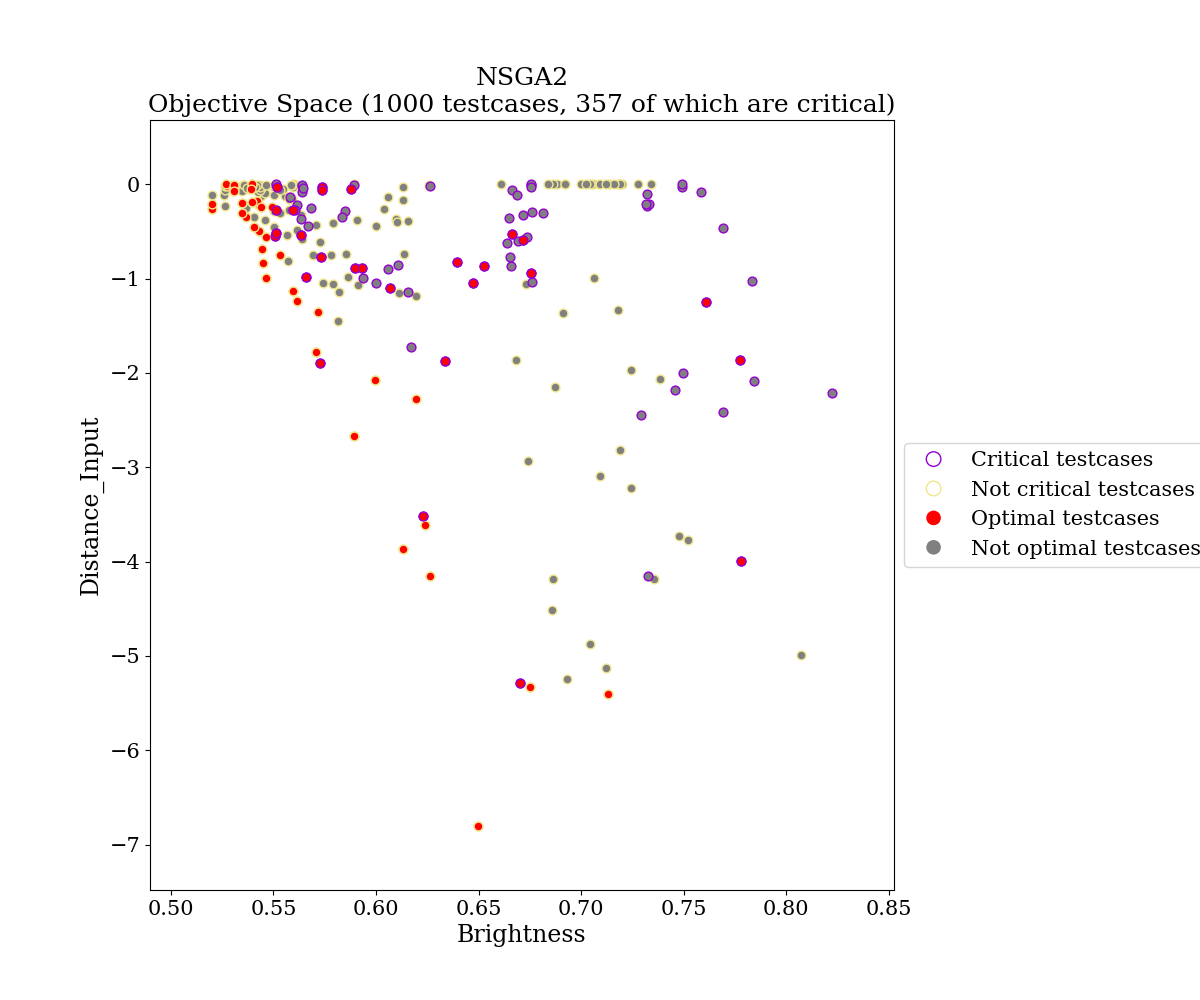 NSGA2
Objective Space (1000 testcases, 357 of which are critical)
0
−1
−2
−3
−4
−5
−6
−7
Distance_Input
0.50 0.55 0.60 0.65 0.70 0.75 0.80 0.85
Brightness
Critical testcases
Not critical testcases
Optimal testcases
Not optimal testcases